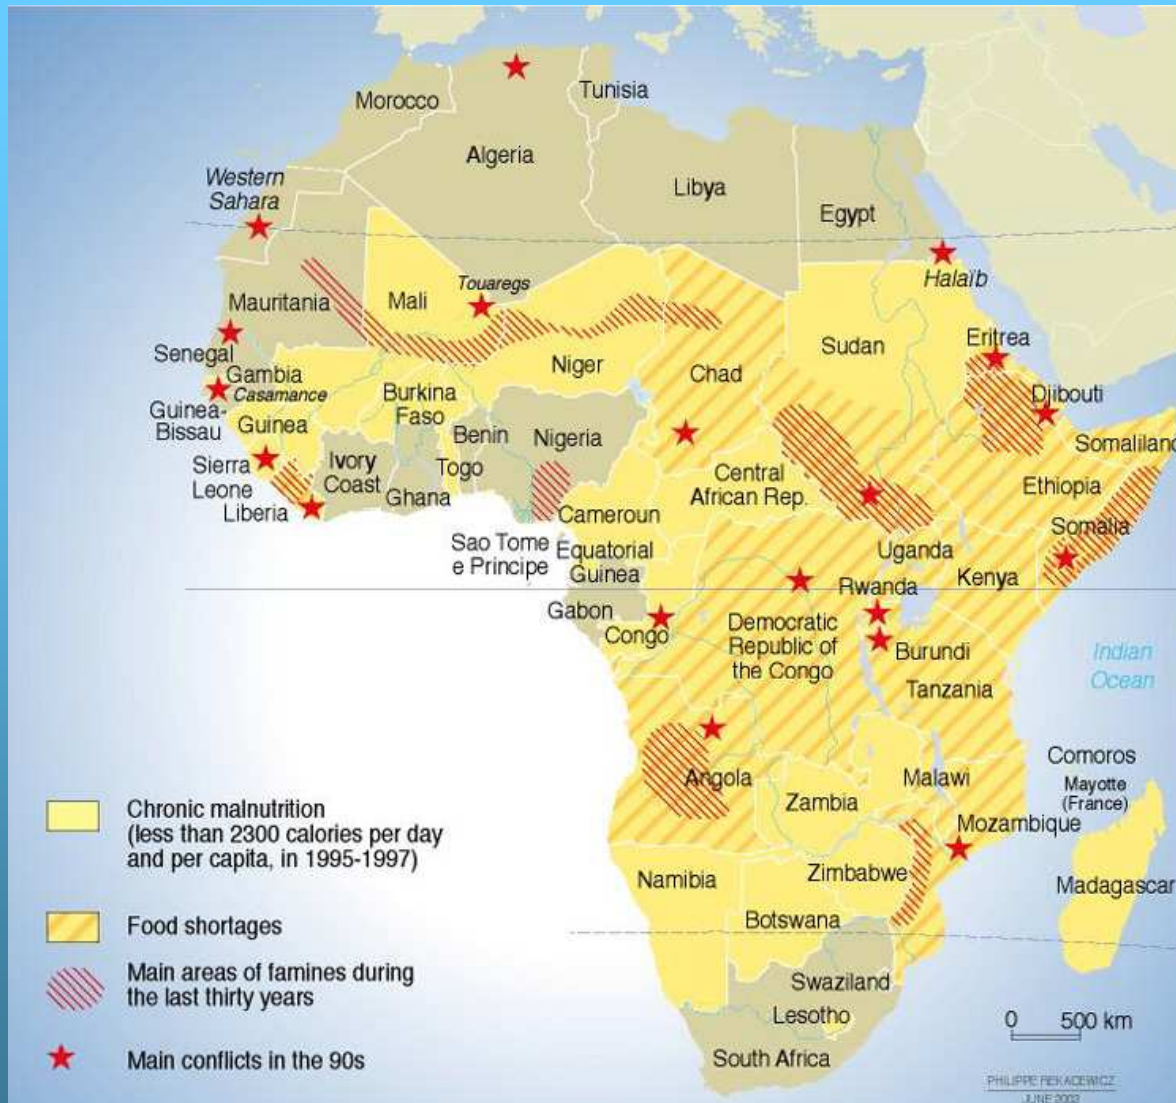 Morocco
Tunisia
Algeria
Western
Sahara
Libya
Egypt
Halaïb
Mauritania
Mali
Touaregs
Niger
Chad
Sudan
Eritrea
Djibouti
Senegal
Gambia
Casamance
Guinea-
Bissau
Guinea
Burkina
Faso
Benin
Nigeria
Somaliland
Sierra
Leone
Liberia
Ivory
Coast
Ghana
Togo
Central
African Rep.
Ethiopia
Somalia
Cameroun
Sao Tome
e Principe
Equatorial
Guinea
Uganda
Kenya
Rwanda
Gabon
Congo
Democratic
Republic of
the Congo
Burundi
Tanzania
Indian
Ocean
Comoros
Mayotte
(France)
Angola
Zambia
Malawi
Mozambique
Namibia
Zimbabwe
Botswana
Madagascar
Swaziland
Lesotho
South Africa
Chronic malnutrition
(less than 2300 calories per day
and per capita, in 1995-1997)
Food shortages
Main areas of famines during
the last thirty years
Main conflicts in the 90s
0 500 km
PHILIPPE REKACEWICZ
JUNE 2003